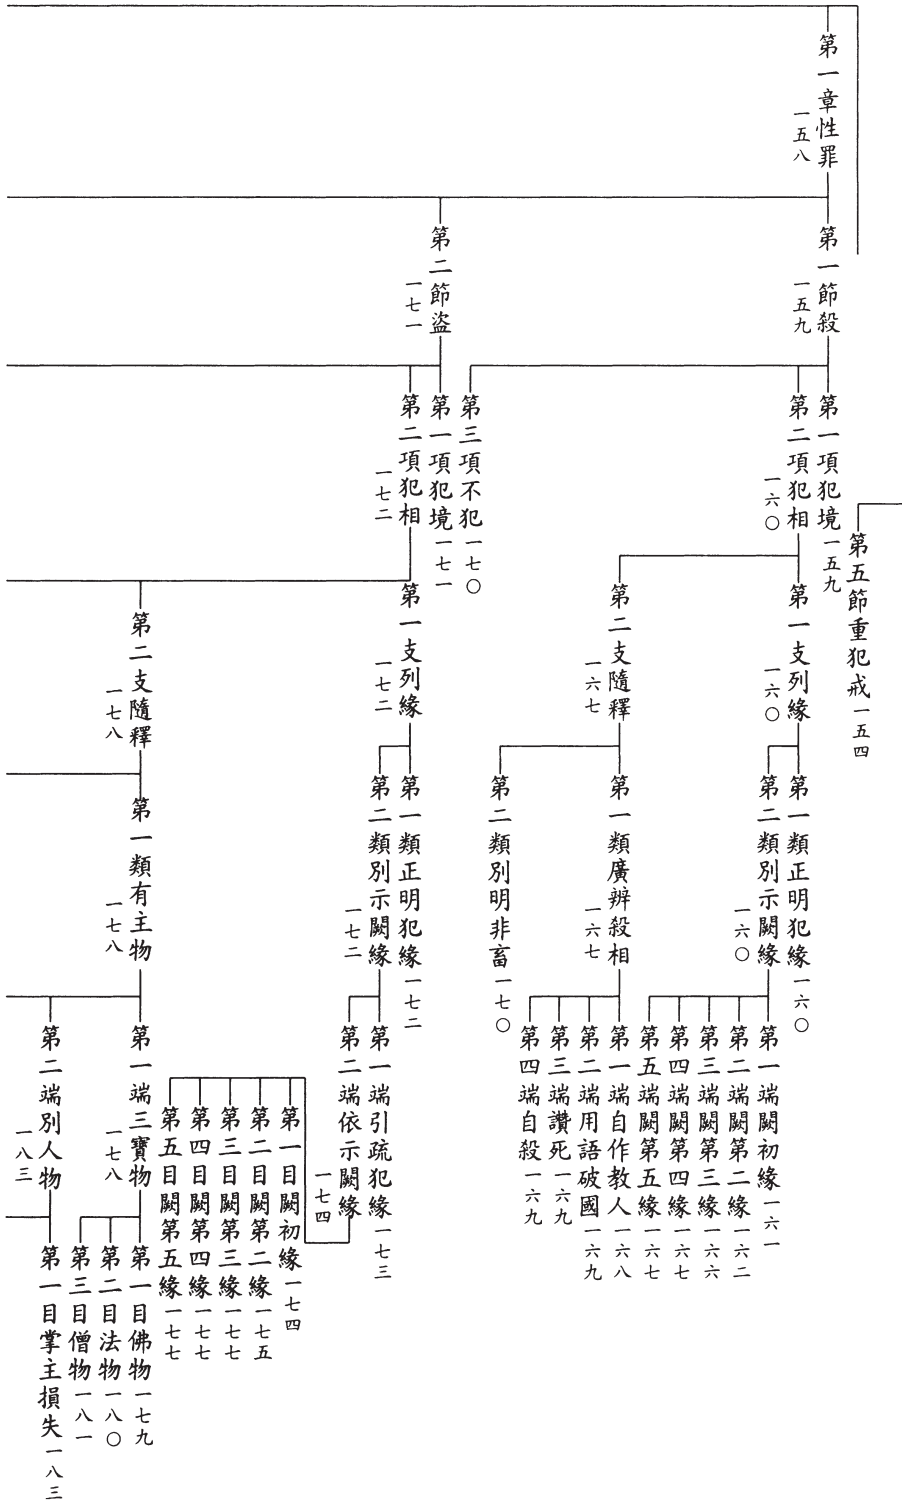 第五節重犯戒一五四
第一章性罪一五八
第一節殺一五九
第一項犯境一五九
第二項犯相一六〇
第一支列緣一六〇
第一類正明犯緣一六〇
第二類別示闕緣一六〇
第一端闕初緣一六一
第二端闕第二緣一六二
第三端闕第三緣一六六
第四端闕第四緣一六七
第五端闕第五緣一六七
第二支隨釋一六七
第一類廣辨殺相一六七
第一端自作教人一六八
第二端用語破國一六九
第三端讚死一六九
第四端自殺一六九
第二類別明非畜一七〇
第三項不犯一七〇
第二節盜一七一
第一項犯境一七一
第二項犯相一七二
第一支列緣一七二
第一類正明犯緣一七二
第二類別示闕緣一七二
第一端引疏犯緣一七三
第二端依示闕緣一七四
第一目闕初緣一七四
第二目闕第二緣一七五
第三目闕第三緣一七七
第四目闕第四緣一七七
第五目闕第五緣一七七
第二支隨釋一七八
第一類有主物一七八
第一端三寶物一七八
第一目佛物一七九
第二目法物一八〇
第三目僧物一八一
第二端別人物一八三
第一目掌主損失一八三